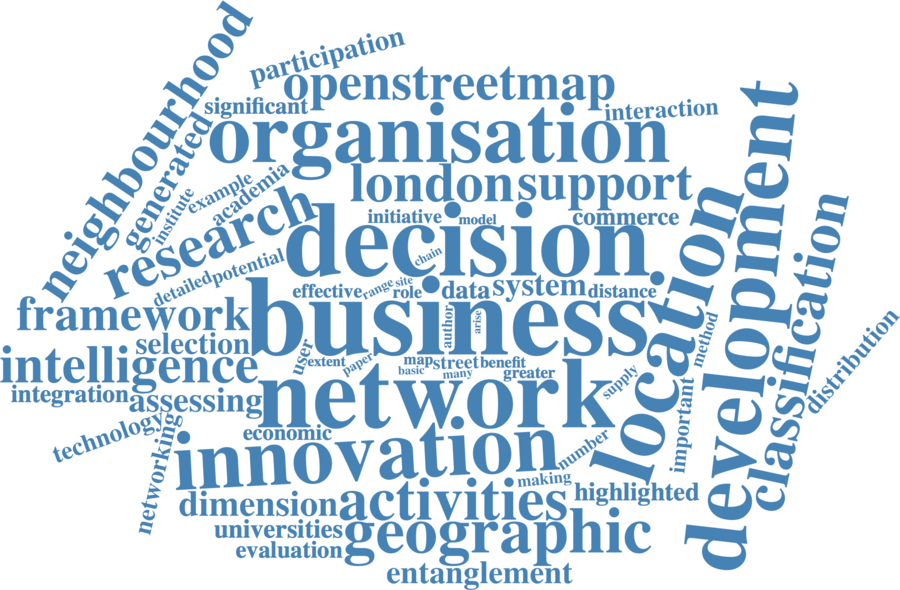 neighbourhood
participation
openstreetmap
significant
interaction
organisation
generated
institute
example
academia
london
support
development
research
initiative
model
commerce
decision
chain
location
detailed
potential
effective
range
site
role
data
system
distance
classification
framework
business
author
arise
method
distribution
selection
user
extent
paper
map
street
benefit
basic
many
greater
intelligence
integration
assessing
network
supply
important
technology
networking
economic
innovation
number
making
dimension
activities
highlighted
universities
geographic
evaluation
entanglement